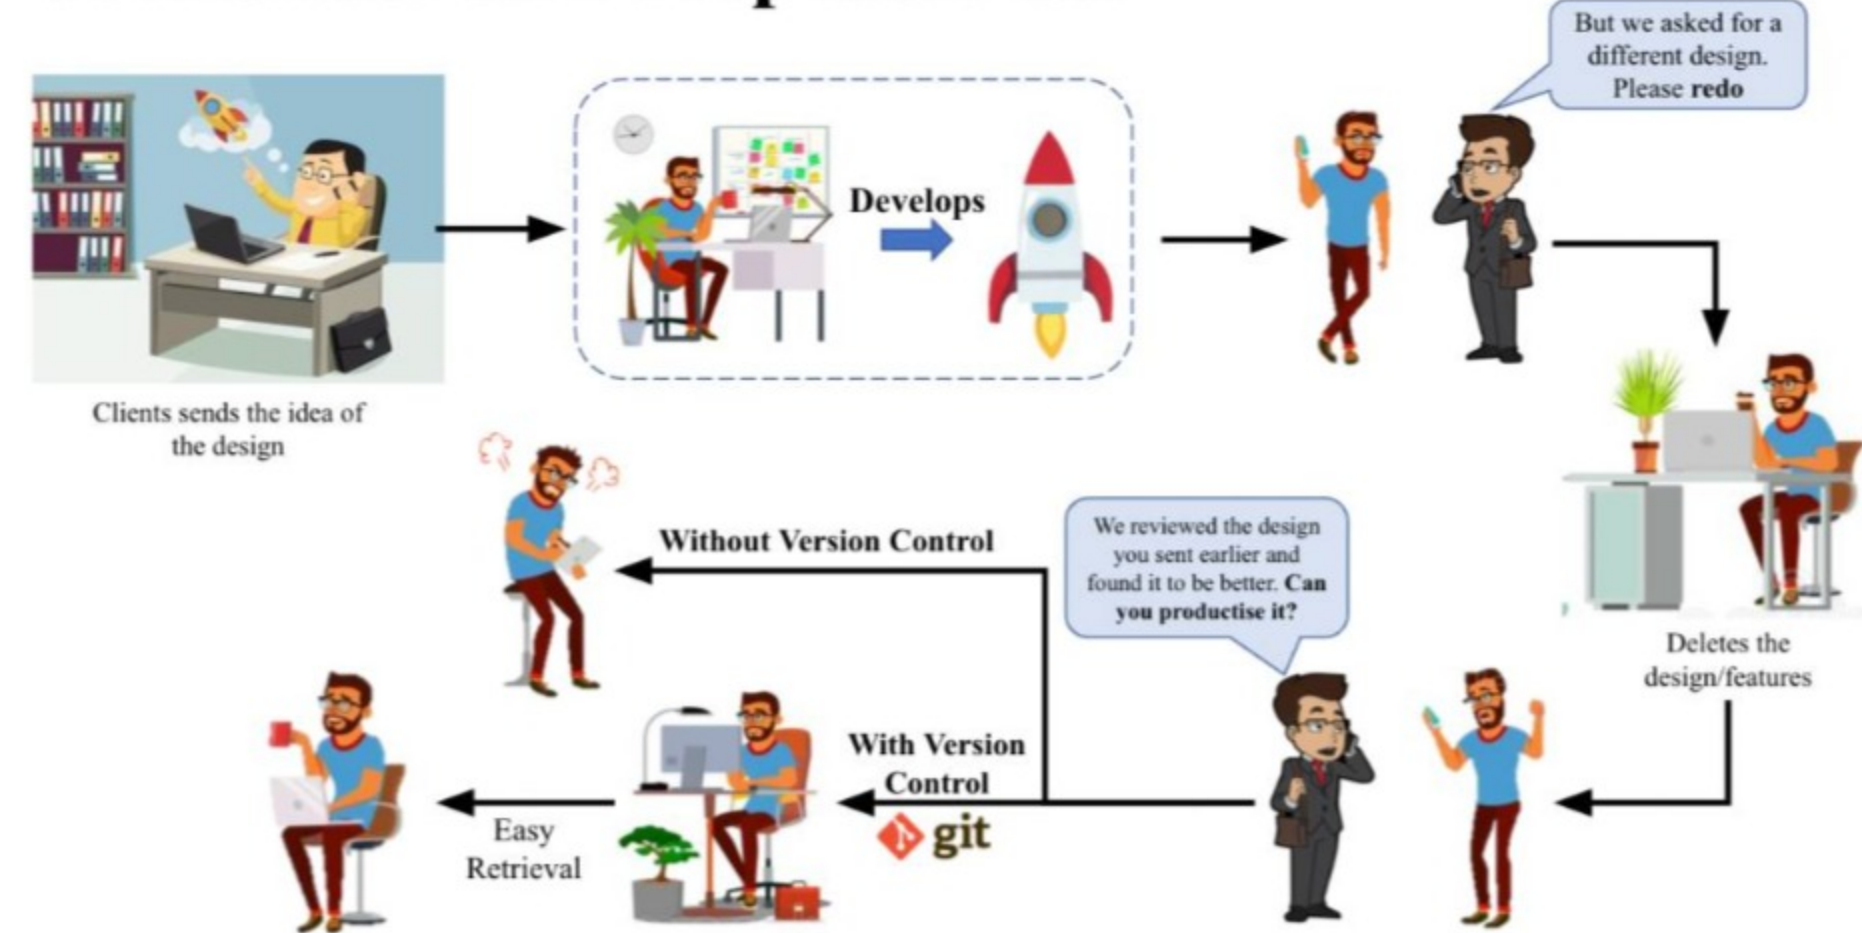 But we asked for a
different design.
Please redo
Develops
Clients sends the idea of
the design
Without Version Control
We reviewed the design
you sent earlier and
found it to be better. Can
you productise it?
Deletes the
design/features
With Version
Control
git
Easy
Retrieval